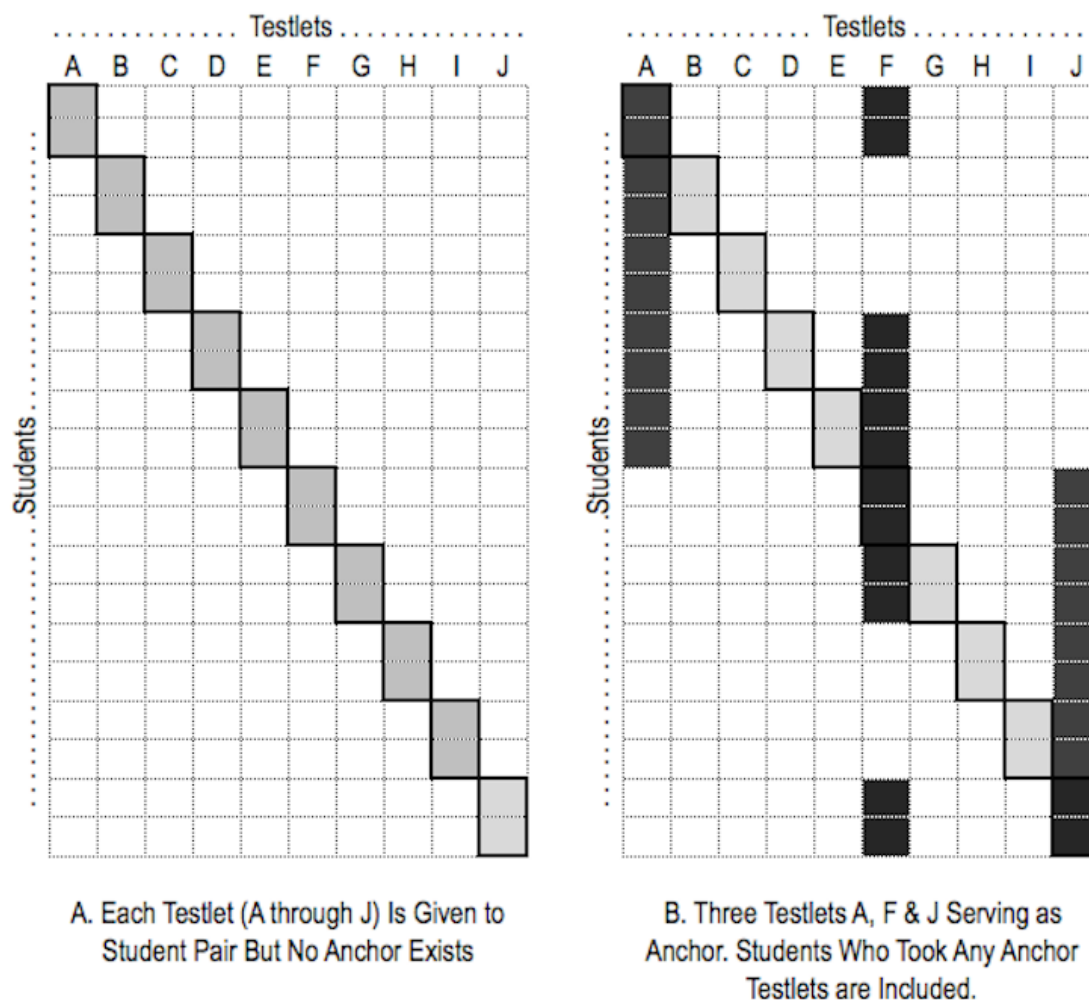 . . . . . . . . . . . . . . Testlets . . . . . . . . . . . . . .
A B C D E F G H I J
Students
A. Each Testlet (A through J) Is Given to
Student Pair But No Anchor Exists
. . . . . . . . . . . . . . Testlets . . . . . . . . . . . . . .
A B C D E F G H I J
Students
B. Three Testlets A, F & J Serving as
Anchor. Students Who Took Any Anchor
Testlets are Included.